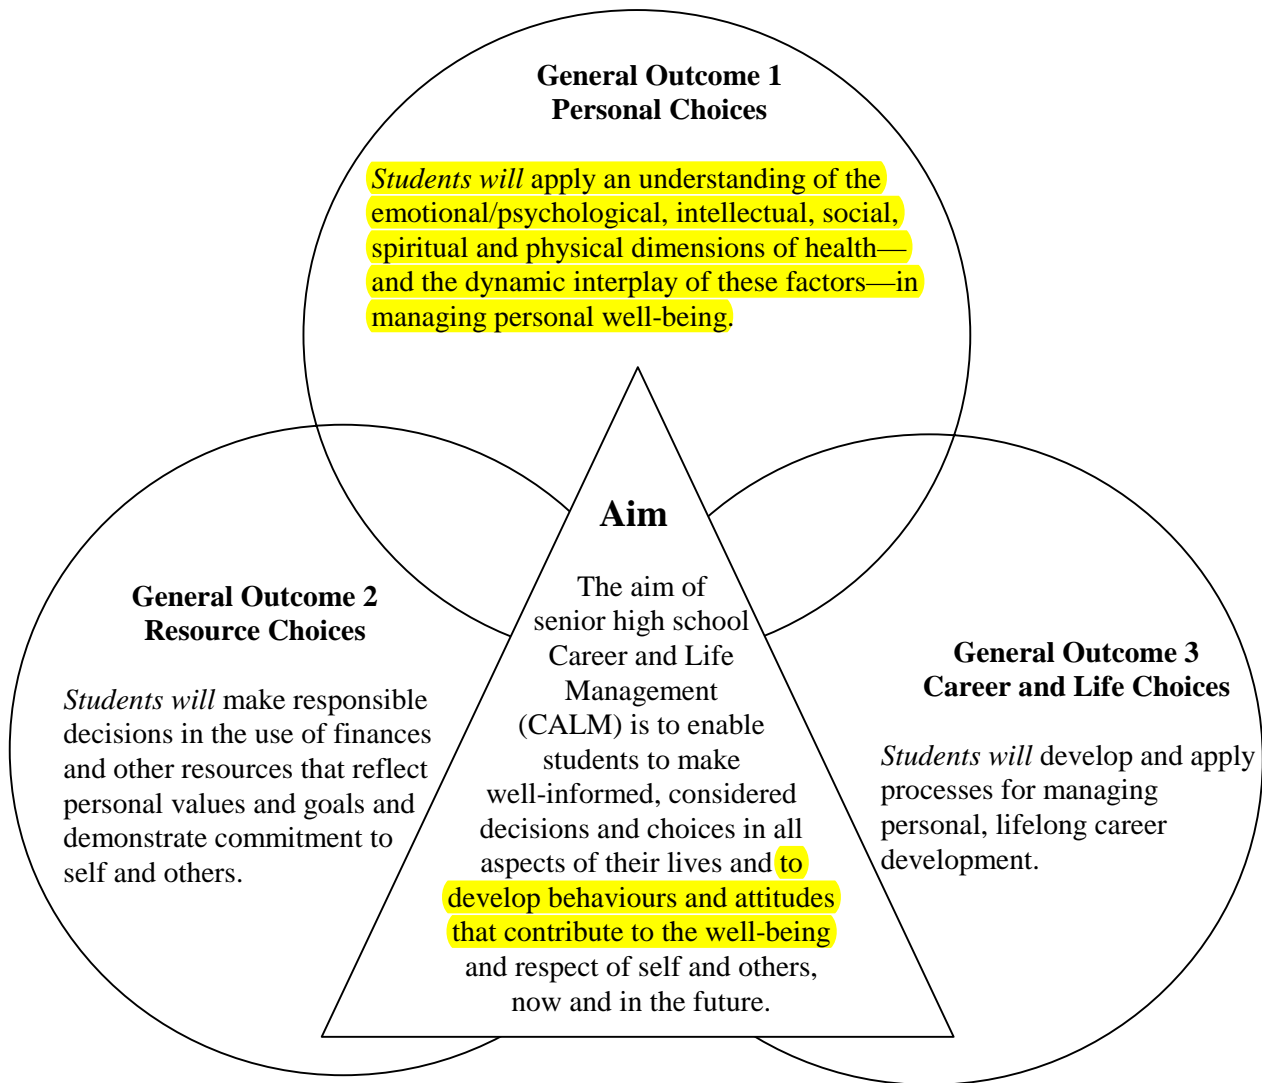 General Outcome 1
Personal Choices
Students will apply an understanding of the
emotional/psychological, intellectual, social,
spiritual and physical dimensions of health—
and the dynamic interplay of these factors—in
managing personal well-being.
Aim
The aim of
senior high school
Career and Life
Management
(CALM) is to enable
students to make
well-informed, considered
decisions and choices in all
aspects of their lives and to
develop behaviours and attitudes
that contribute to the well-being
and respect of self and others,
now and in the future.
General Outcome 2
Resource Choices
Students will make responsible
decisions in the use of finances
and other resources that reflect
personal values and goals and
demonstrate commitment to
self and others.
General Outcome 3
Career and Life Choices
Students will develop and apply
processes for managing
personal, lifelong career
development.